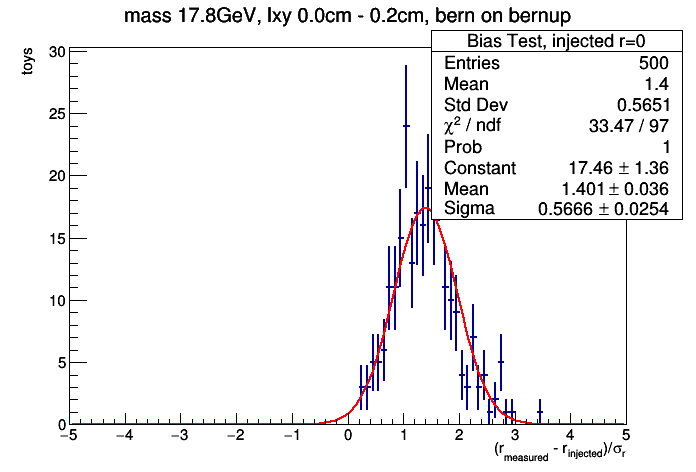 mass 17.8GeV, lxy 0.0cm - 0.2cm, bern on bernup
Bias Test, injected r=0
Entries 500
Mean 1.4
Std Dev 0.5651
χ² / ndf 33.47 / 97
Prob 1
Constant 17.46 ± 1.36
Mean 1.401 ± 0.036
Sigma 0.5666 ± 0.0254
toys
30
25
20
15
10
5
0
−5 −4 −3 −2 −1 0 1 2 3 4 5
(r_measured - r_injected)/σ_r